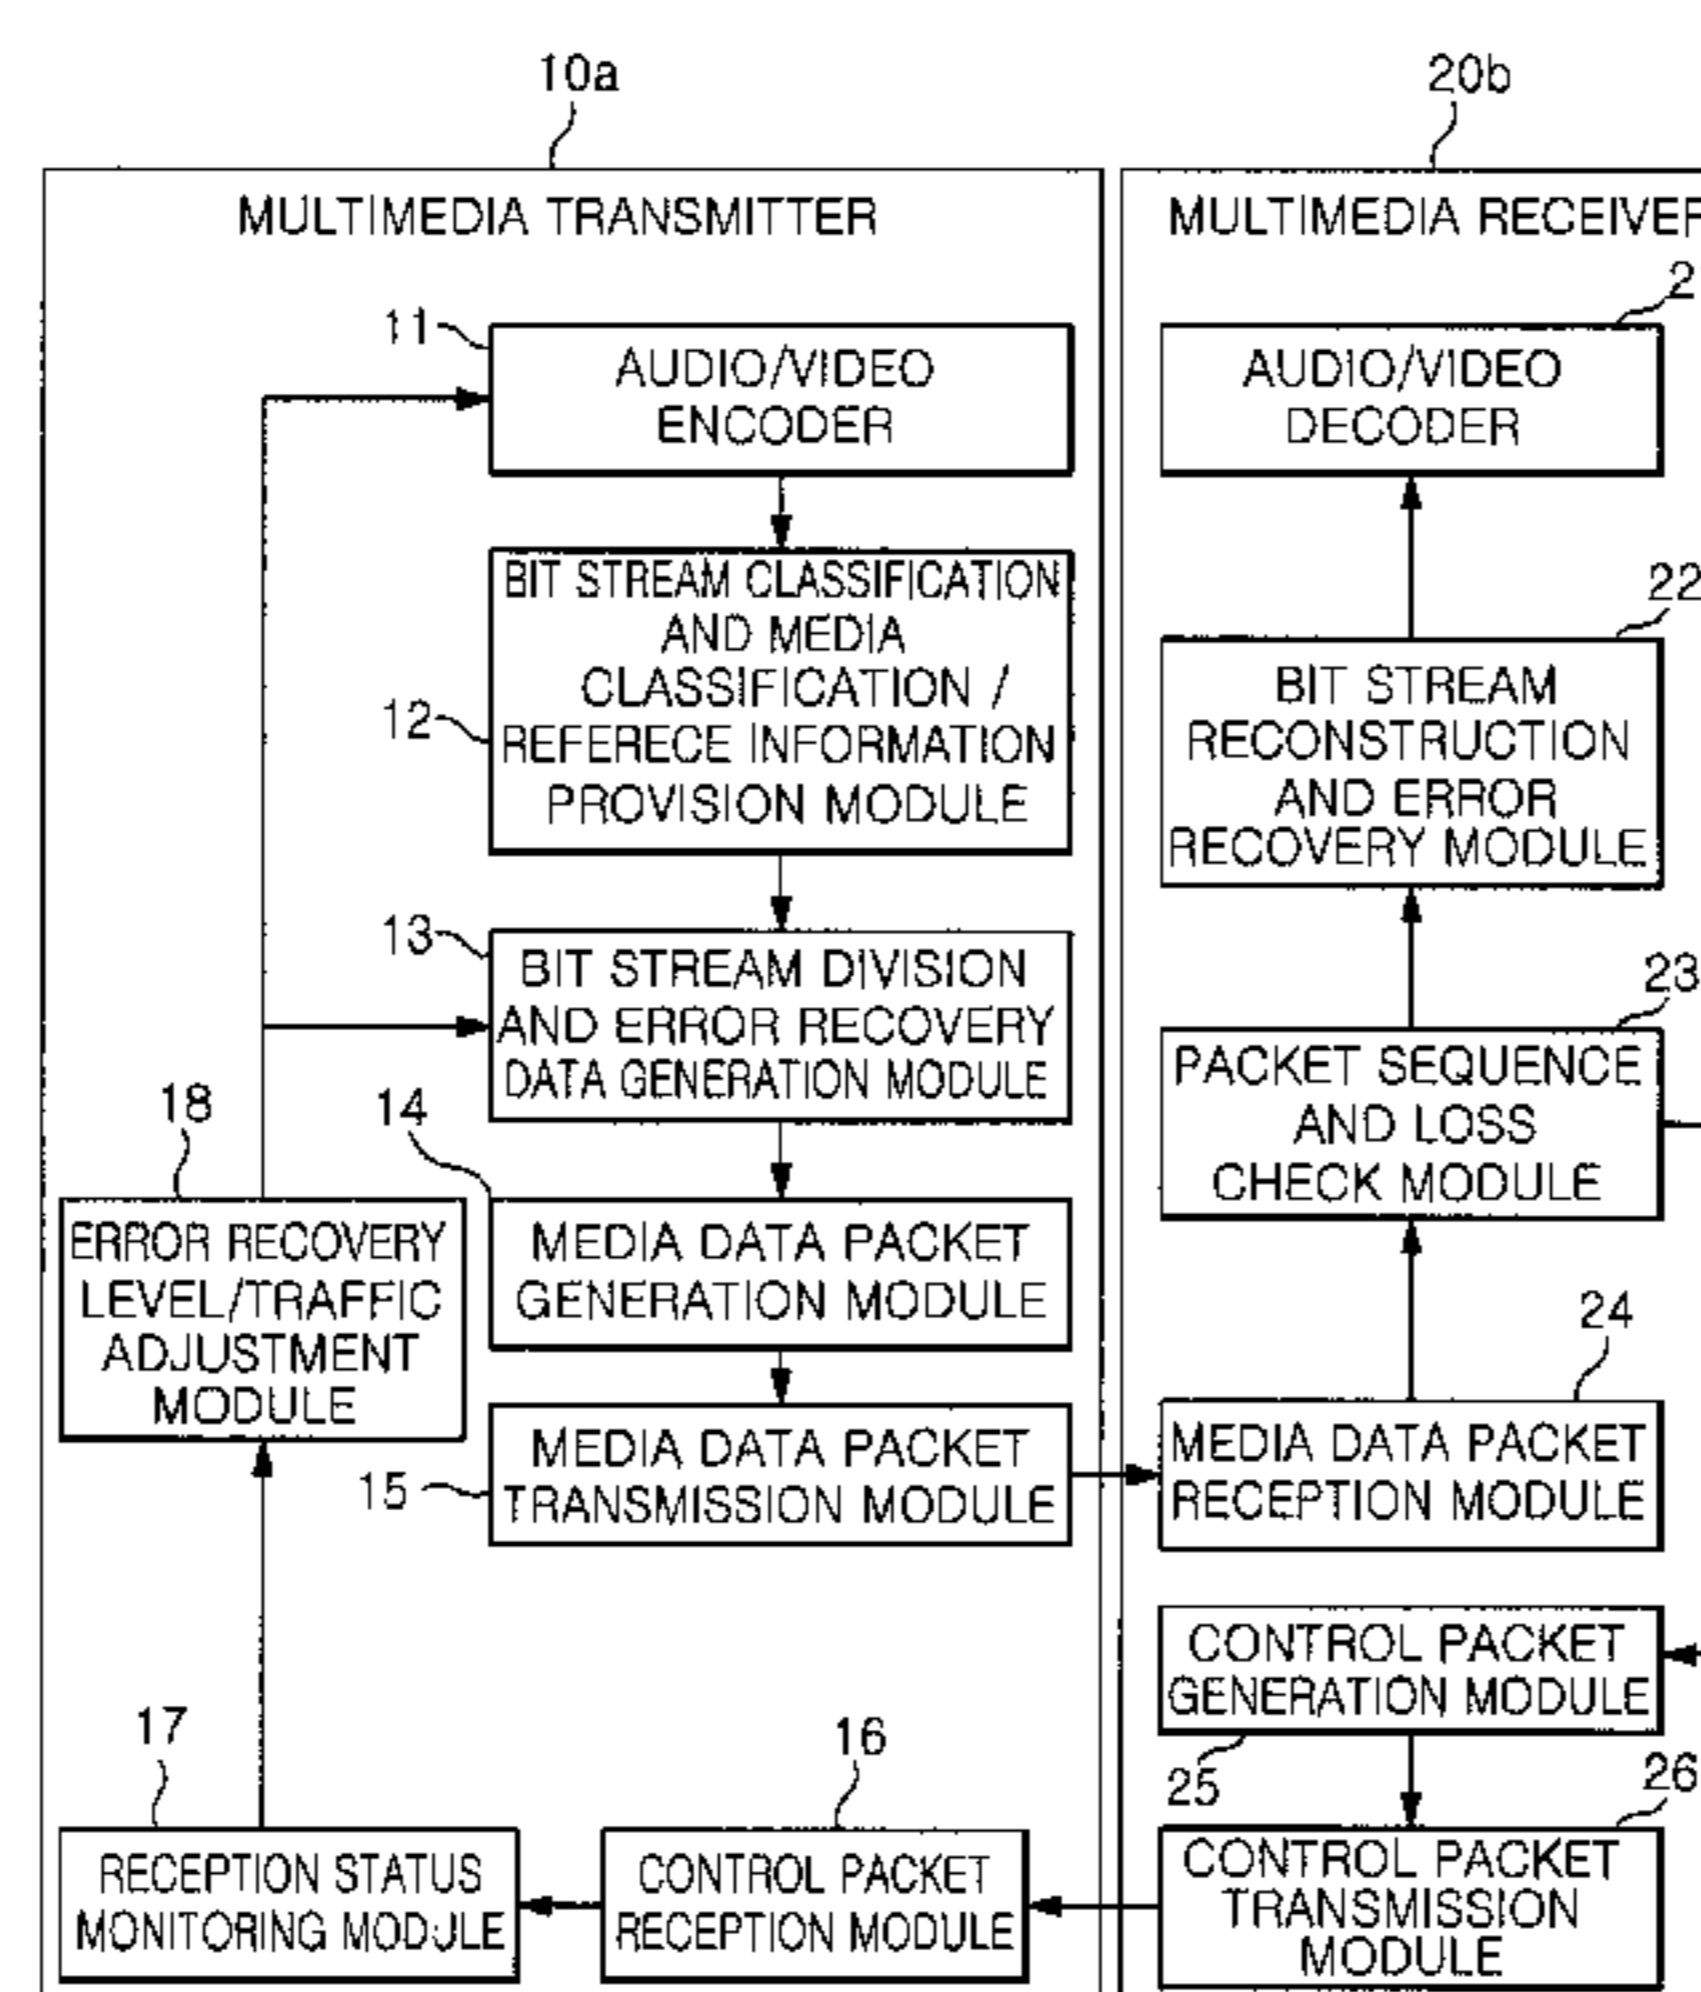 10a
MULTIMEDIA TRANSMITTER
11
AUDIO/VIDEO
ENCODER
BIT STREAM CLASSIFICATION
AND MEDIA
CLASSIFICATION /
12
REFERECE INFORMATION
PROVISION MODULE
13
BIT STREAM DIVISION
AND ERROR RECOVERY
DATA GENERATION MODULE
18
ERROR RECOVERY
LEVEL/TRAFFIC
ADJUSTMENT
MODULE
14
MEDIA DATA PACKET
GENERATION MODULE
15
MEDIA DATA PACKET
TRANSMISSION MODULE
17
RECEPTION STATUS
MONITORING MODULE
16
CONTROL PACKET
RECEPTION MODULE
20b
MULTIMEDIA RECEIVER
2
AUDIO/VIDEO
DECODER
22
BIT STREAM
RECONSTRUCTION
AND ERROR
RECOVERY MODULE
23
PACKET SEQUENCE
AND LOSS
CHECK MODULE
24
MEDIA DATA PACKET
RECEPTION MODULE
CONTROL PACKET
GENERATION MODULE
25
26
CONTROL PACKET
TRANSMISSION
MODULE